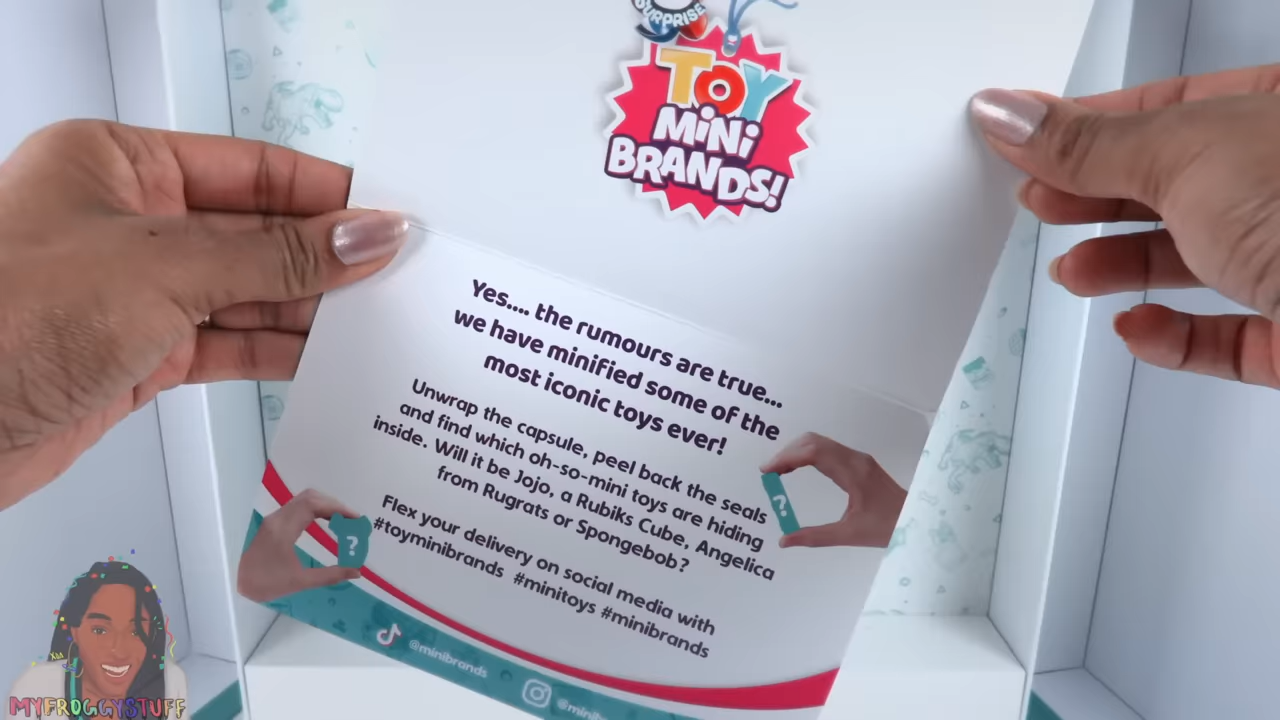 SURPRISE
TOY
MINI
BRANDS!
Yes.... the rumours are true...
we have minified some of the
most iconic toys ever!
Unwrap the capsule, peel back the seals
and find which oh-so-mini toys are hiding
inside. Will it be Jojo, a Rubiks Cube, Angelica
from Rugrats or Spongebob?
Flex your delivery on social media with
#toyminibrands #minitoys #minibrands
?
?
@minibrands
MYFROGGYSTUFF